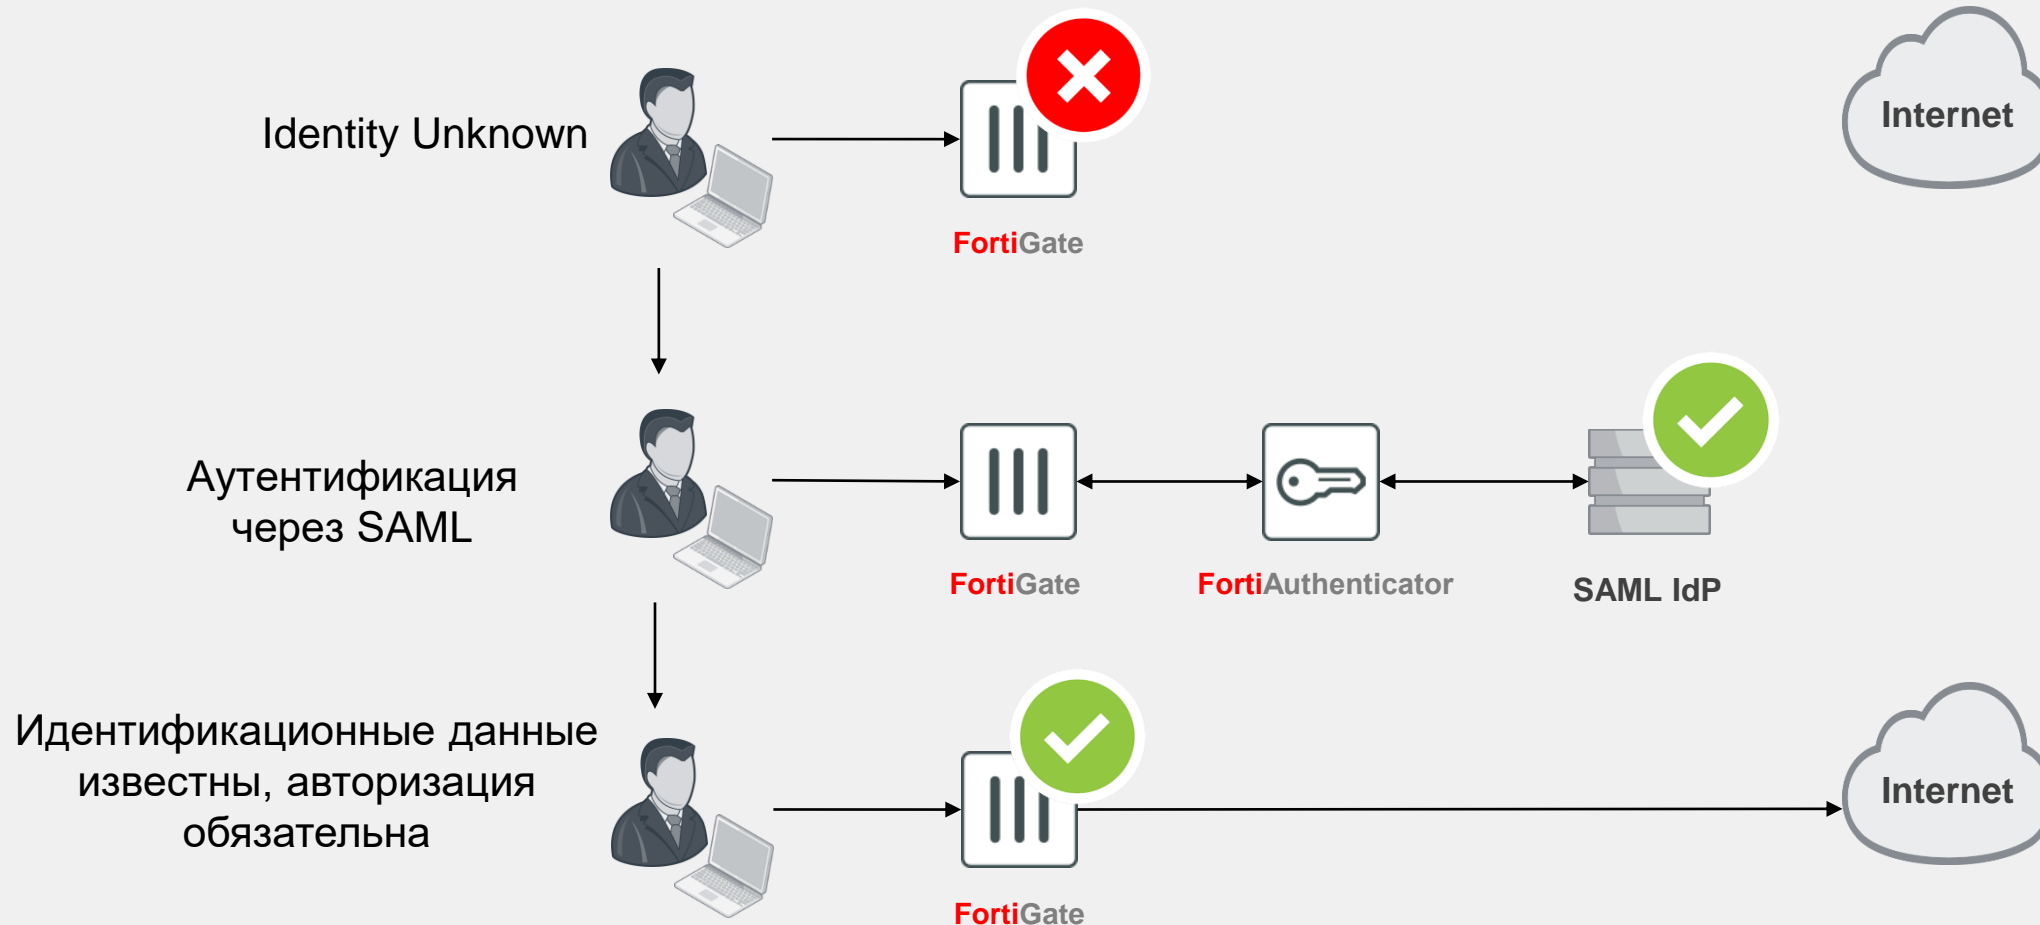 Identity Unknown
Internet
FortiGate
Аутентификация
через SAML
FortiGate
FortiAuthenticator
SAML IdP
Идентификационные данные
известны, авторизация
обязательна
Internet
FortiGate